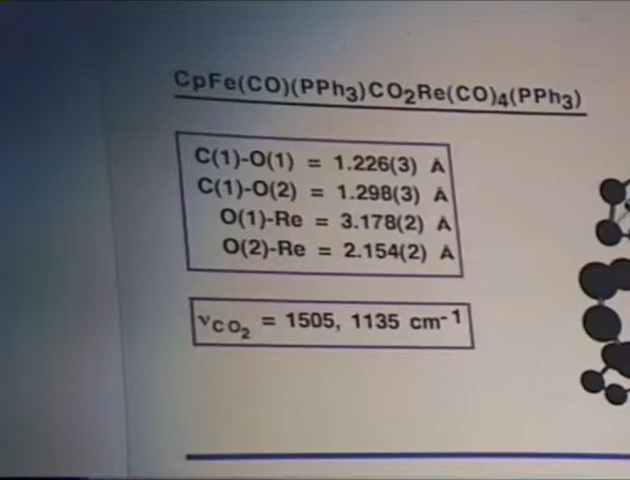 CpFe(CO)(PPh₃)CO₂Re(CO)₄(PPh₃)
C(1)-O(1) = 1.226(3) A
C(1)-O(2) = 1.298(3) A
O(1)-Re = 3.178(2) A
O(2)-Re = 2.154(2) A
νCO₂ = 1505, 1135 cm⁻¹